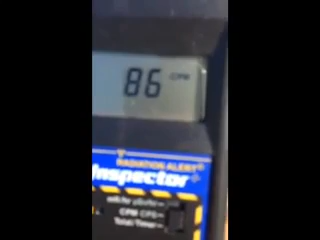 86 CPM
RADIATION ALERT®
Inspector
mR/hr µSv/hr
CPM CPS
Total/Timer